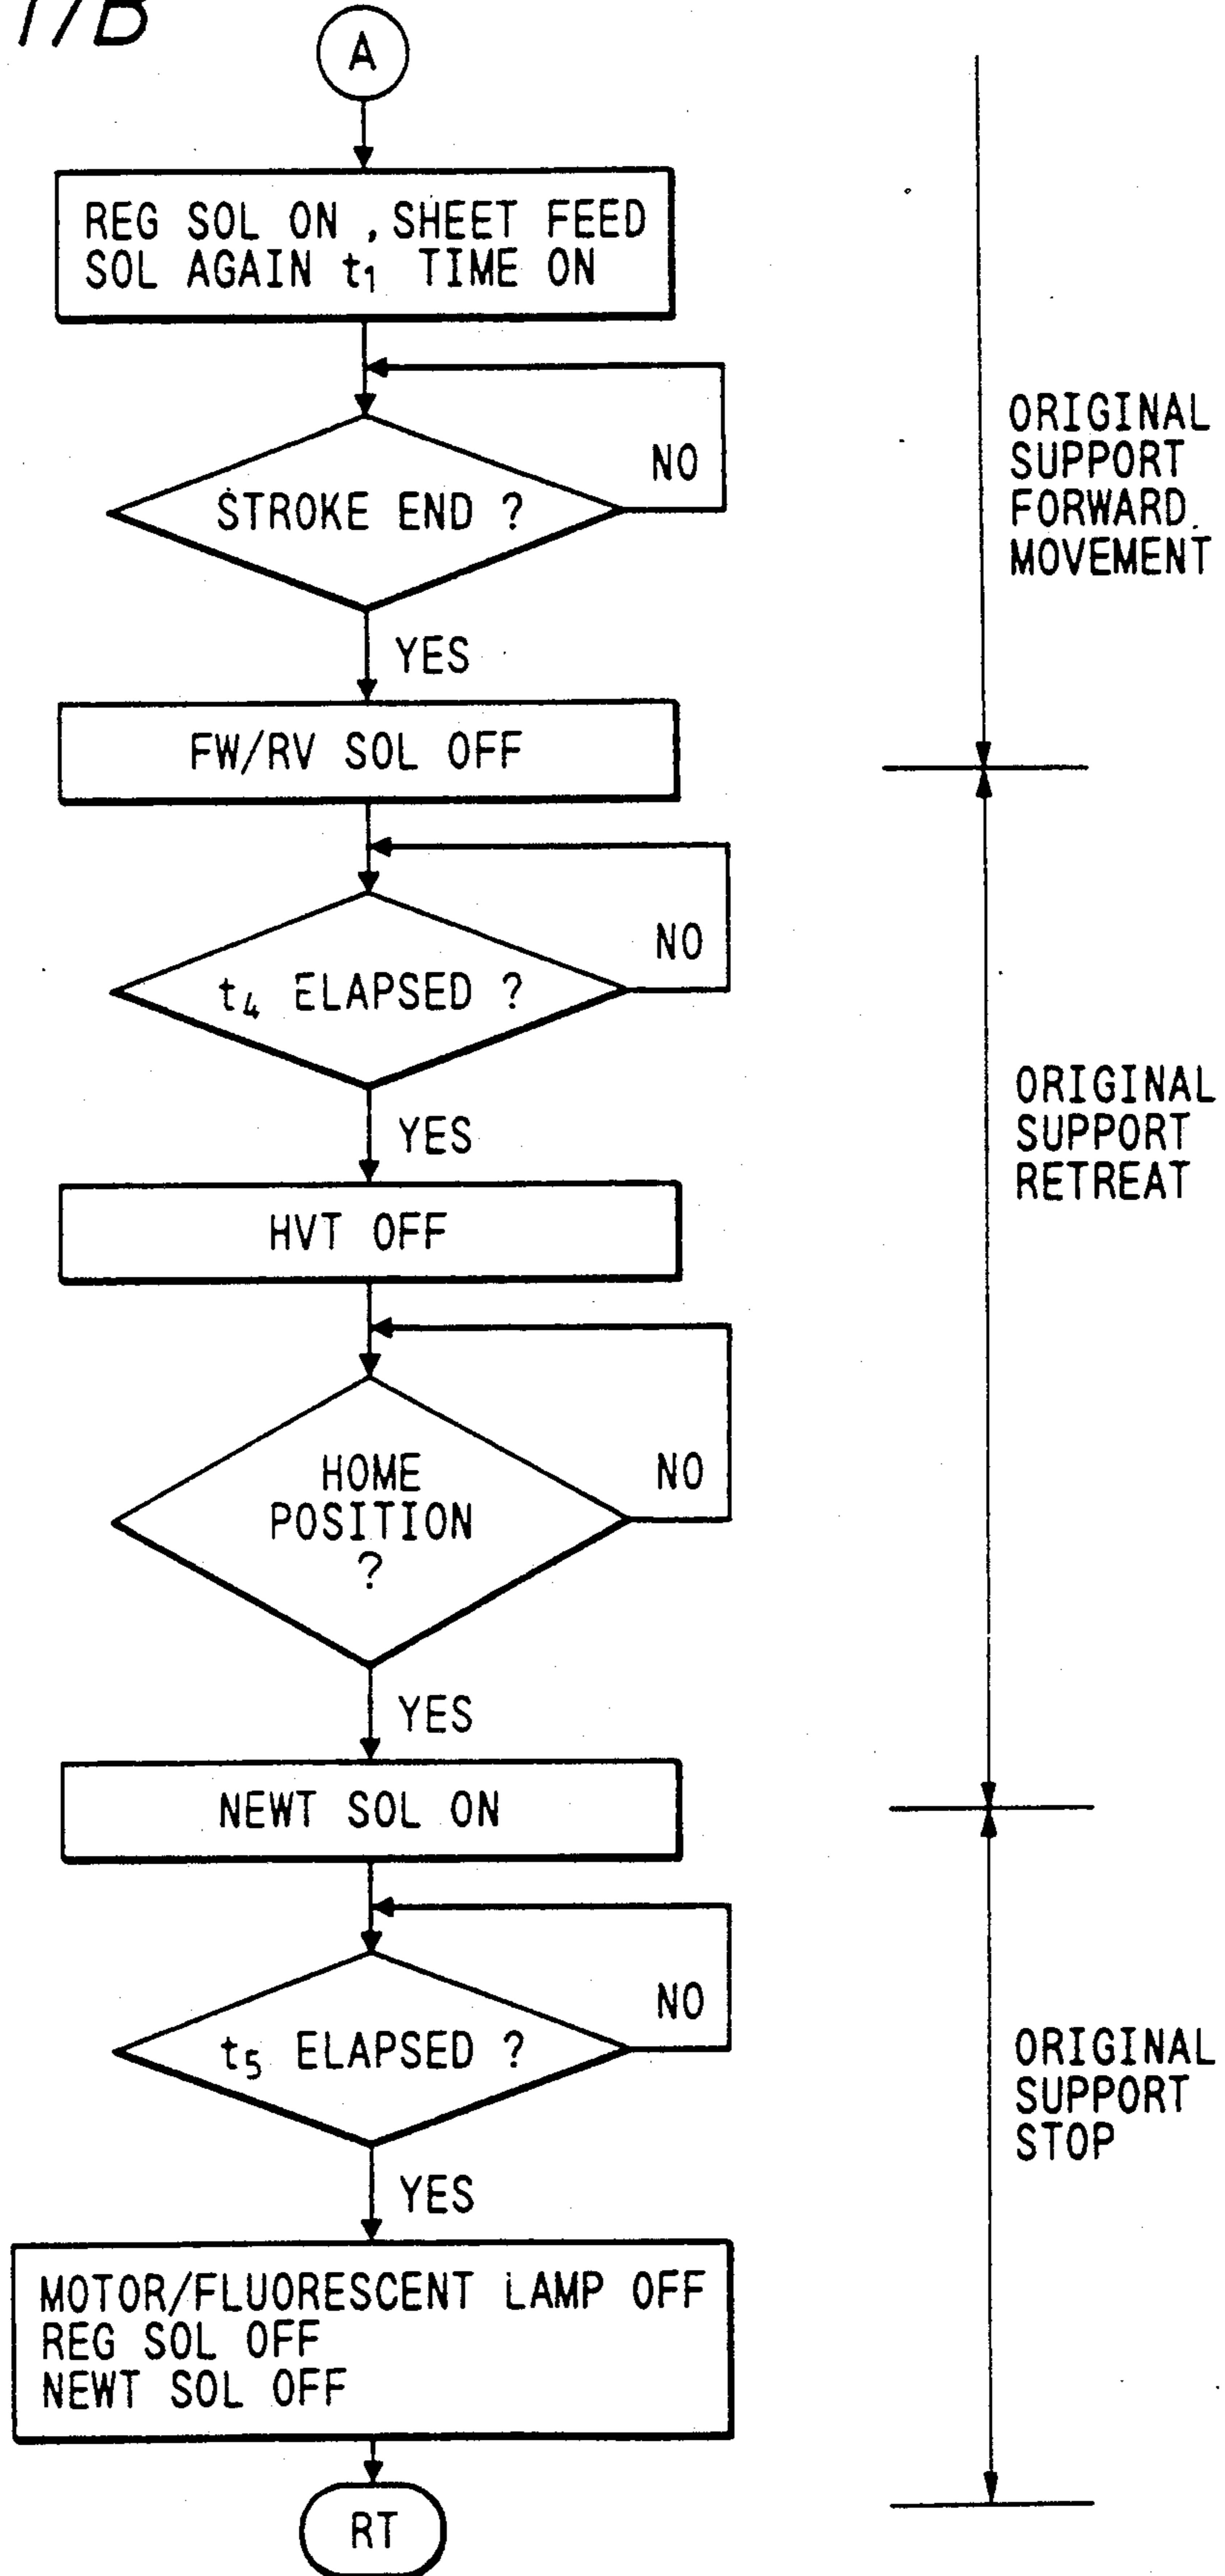 17B
A
REG SOL ON , SHEET FEED
SOL AGAIN t1 TIME ON
NO
STROKE END ?
YES
FW/RV SOL OFF
ORIGINAL
SUPPORT
FORWARD
MOVEMENT
NO
t4 ELAPSED ?
YES
HVT OFF
ORIGINAL
SUPPORT
RETREAT
NO
HOME
POSITION
?
YES
NEWT SOL ON
NO
t5 ELAPSED ?
YES
ORIGINAL
SUPPORT
STOP
MOTOR/FLUORESCENT LAMP OFF
REG SOL OFF
NEWT SOL OFF
RT